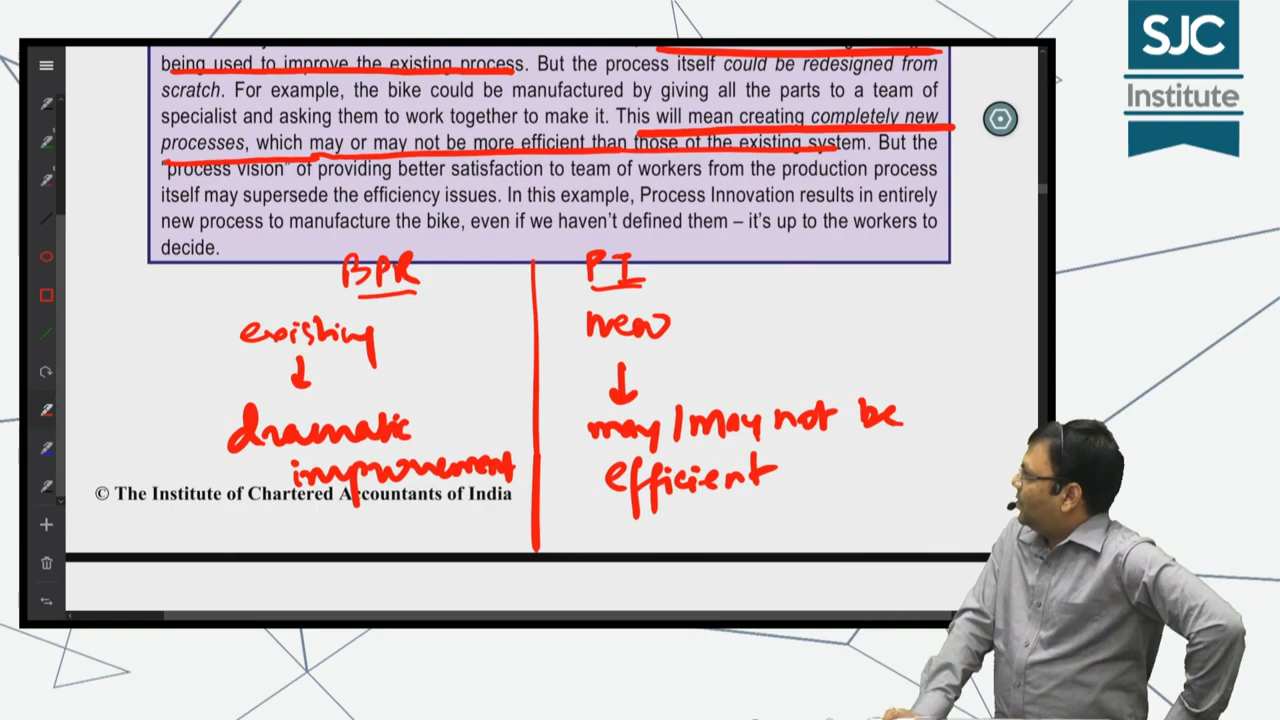 SJC
Institute
being used to improve the existing process. But the process itself could be redesigned from
scratch. For example, the bike could be manufactured by giving all the parts to a team of
specialist and asking them to work together to make it. This will mean creating completely new
processes, which may or may not be more efficient than those of the existing system. But the
"process vision" of providing better satisfaction to team of workers from the production process
itself may supersede the efficiency issues. In this example, Process Innovation results in entirely
new process to manufacture the bike, even if we haven't defined them – it's up to the workers to
decide.
BPR
PI
existing
new
dramatic
improvement
may/may not be
efficient
© The Institute of Chartered Accountants of India